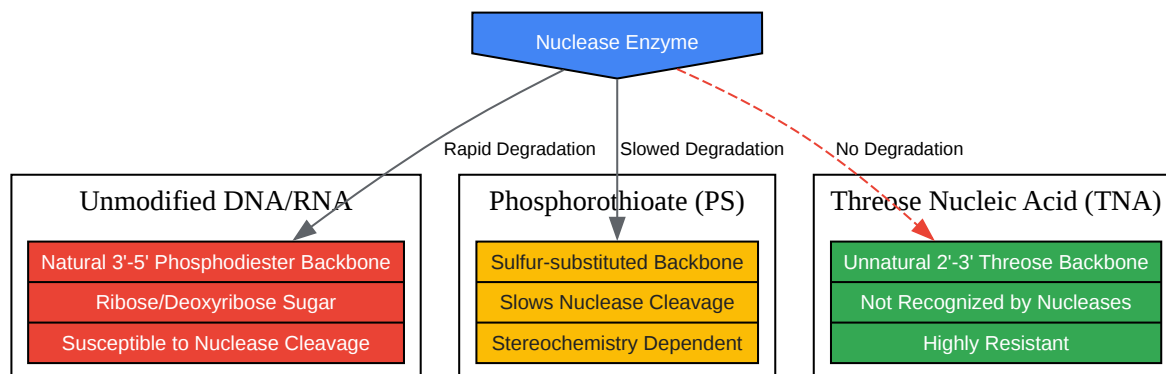 Nuclease Enzyme
Rapid Degradation
Slowed Degradation
No Degradation
Unmodified DNA/RNA
Natural 3'-5' Phosphodiester Backbone
Ribose/Deoxyribose Sugar
Susceptible to Nuclease Cleavage
Phosphorothioate (PS)
Sulfur-substituted Backbone
Slows Nuclease Cleavage
Stereochemistry Dependent
Threose Nucleic Acid (TNA)
Unnatural 2'-3' Threose Backbone
Not Recognized by Nucleases
Highly Resistant